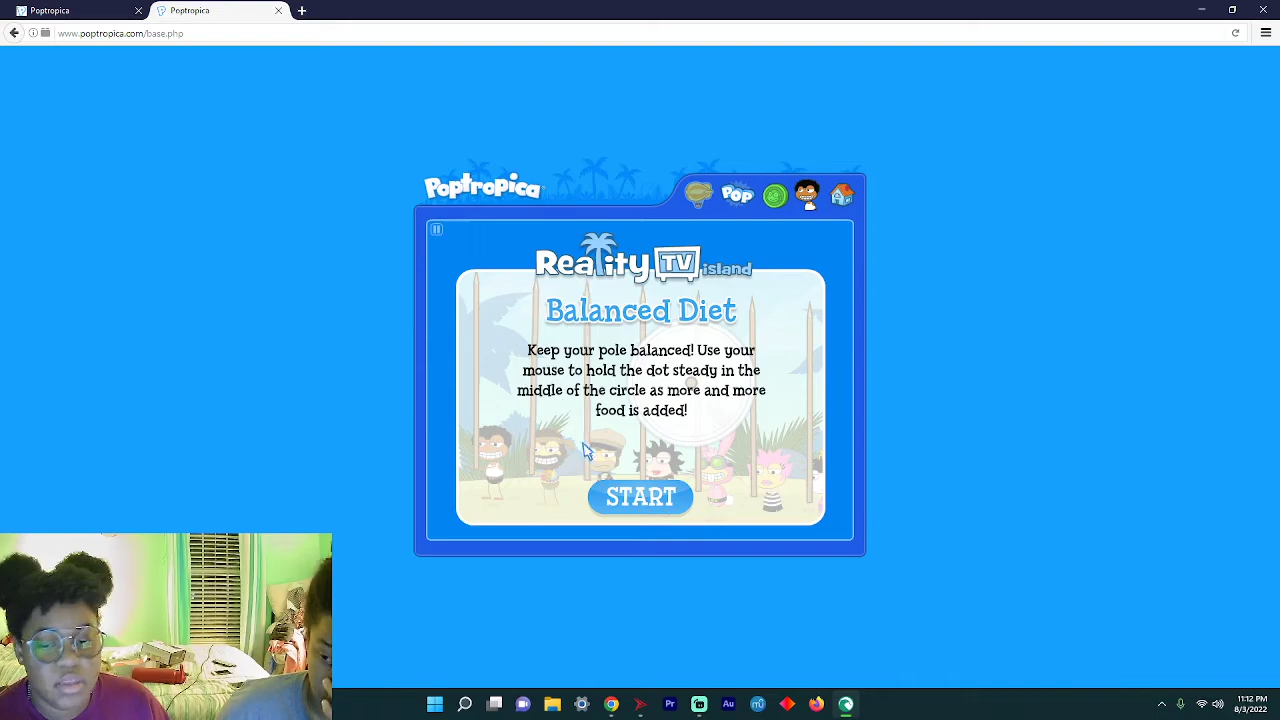 Poptropica
Poptropica
www.poptropica.com/base.php
Poptropica
POP
Reality TV island
Balanced Diet
Keep your pole balanced! Use your
mouse to hold the dot steady in the
middle of the circle as more and more
food is added!
START
Pr
Au
11:12 PM
8/3/2022